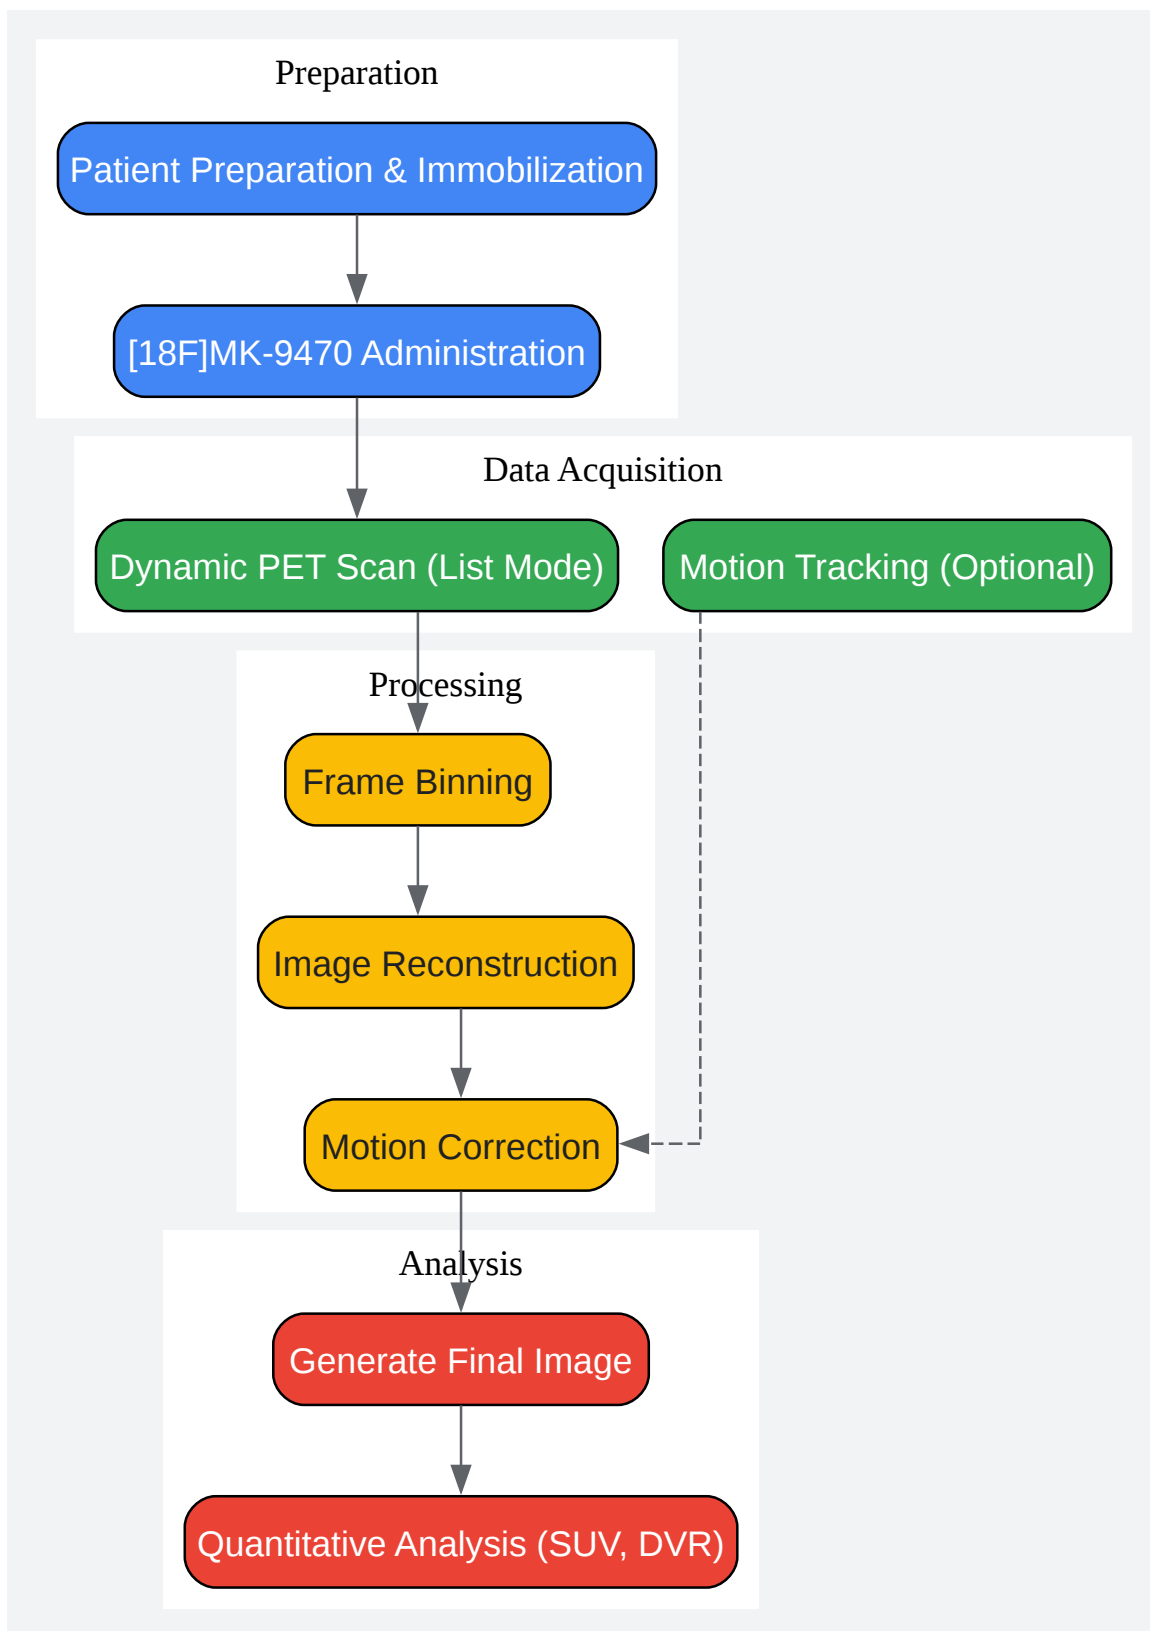 Preparation
Patient Preparation & Immobilization
[18F]MK-9470 Administration
Data Acquisition
Dynamic PET Scan (List Mode)
Motion Tracking (Optional)
Processing
Frame Binning
Image Reconstruction
Motion Correction
Analysis
Generate Final Image
Quantitative Analysis (SUV, DVR)